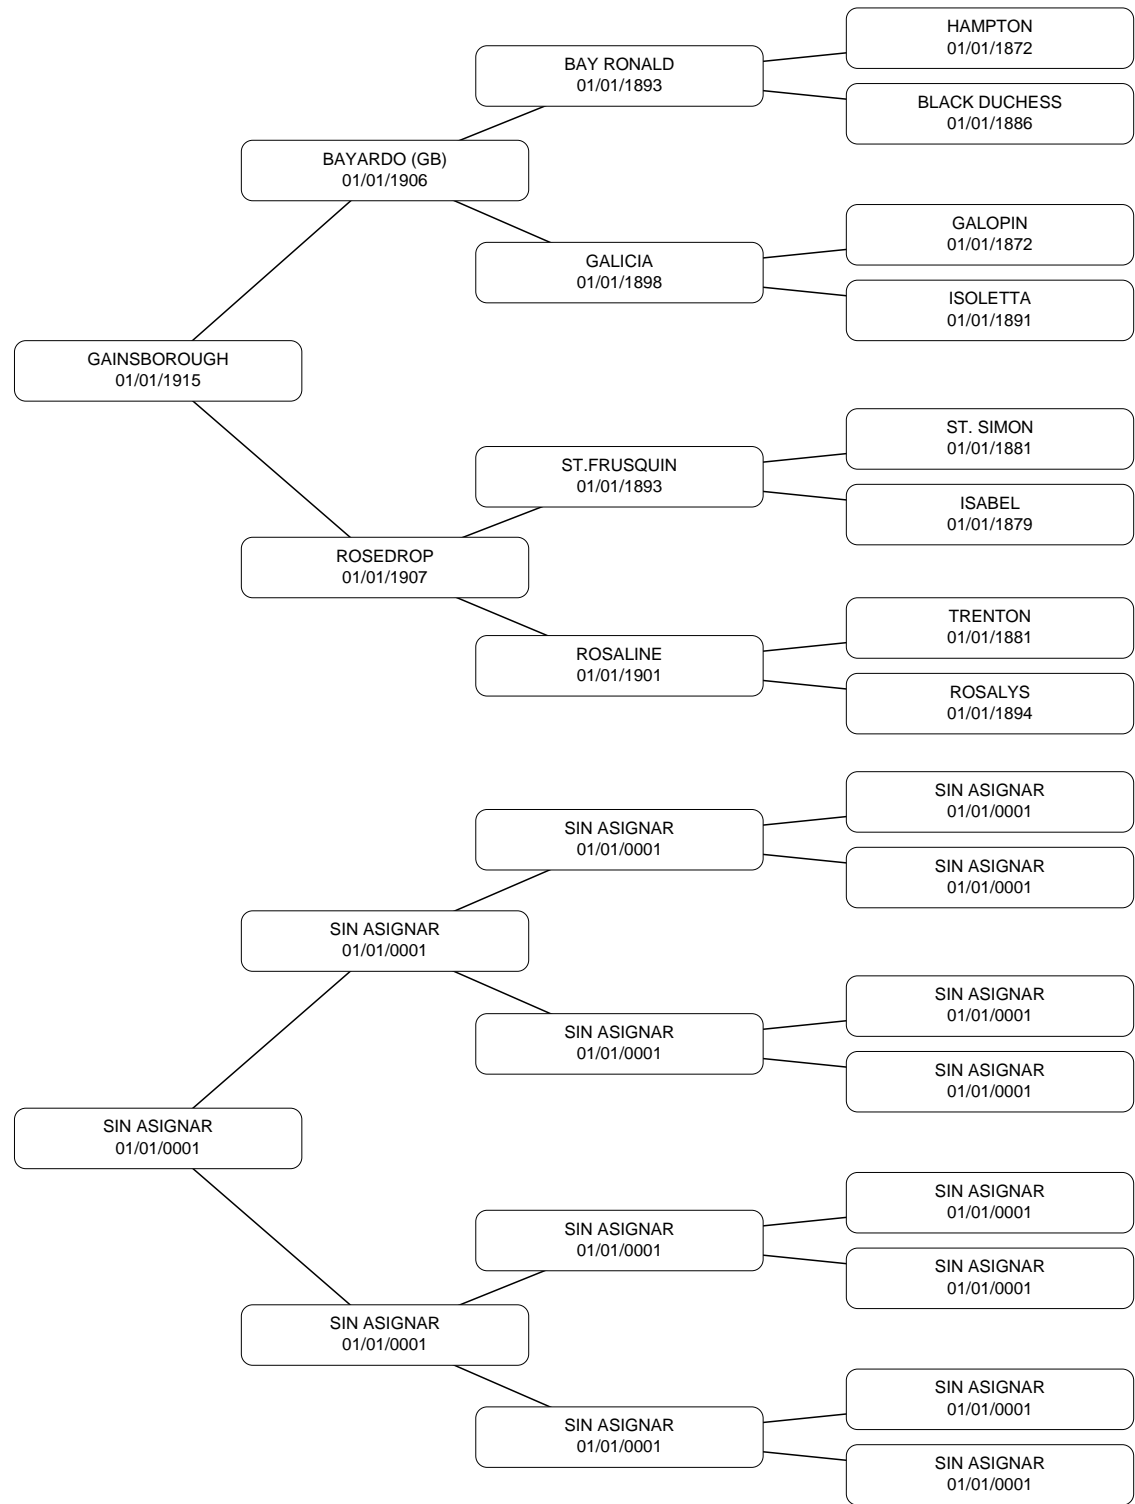 HAMPTON
01/01/1872
BAY RONALD
01/01/1893
BLACK DUCHESS
01/01/1886
BAYARDO (GB)
01/01/1906
GALOPIN
01/01/1872
GALICIA
01/01/1898
ISOLETTA
01/01/1891
GAINSBOROUGH
01/01/1915
ST. SIMON
01/01/1881
ST.FRUSQUIN
01/01/1893
ISABEL
01/01/1879
ROSEDROP
01/01/1907
TRENTON
01/01/1881
ROSALINE
01/01/1901
ROSALYS
01/01/1894
SIN ASIGNAR
01/01/0001
SIN ASIGNAR
01/01/0001
SIN ASIGNAR
01/01/0001
SIN ASIGNAR
01/01/0001
SIN ASIGNAR
01/01/0001
SIN ASIGNAR
01/01/0001
SIN ASIGNAR
01/01/0001
SIN ASIGNAR
01/01/0001
SIN ASIGNAR
01/01/0001
SIN ASIGNAR
01/01/0001
SIN ASIGNAR
01/01/0001
SIN ASIGNAR
01/01/0001
SIN ASIGNAR
01/01/0001
SIN ASIGNAR
01/01/0001
SIN ASIGNAR
01/01/0001